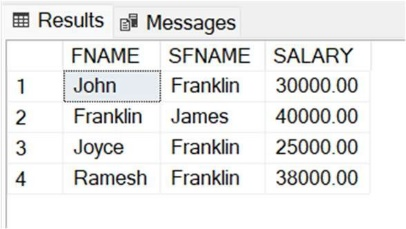 Results Messages
FNAME SFNAME SALARY
1 John Franklin 30000.00
2 Franklin James 40000.00
3 Joyce Franklin 25000.00
4 Ramesh Franklin 38000.00